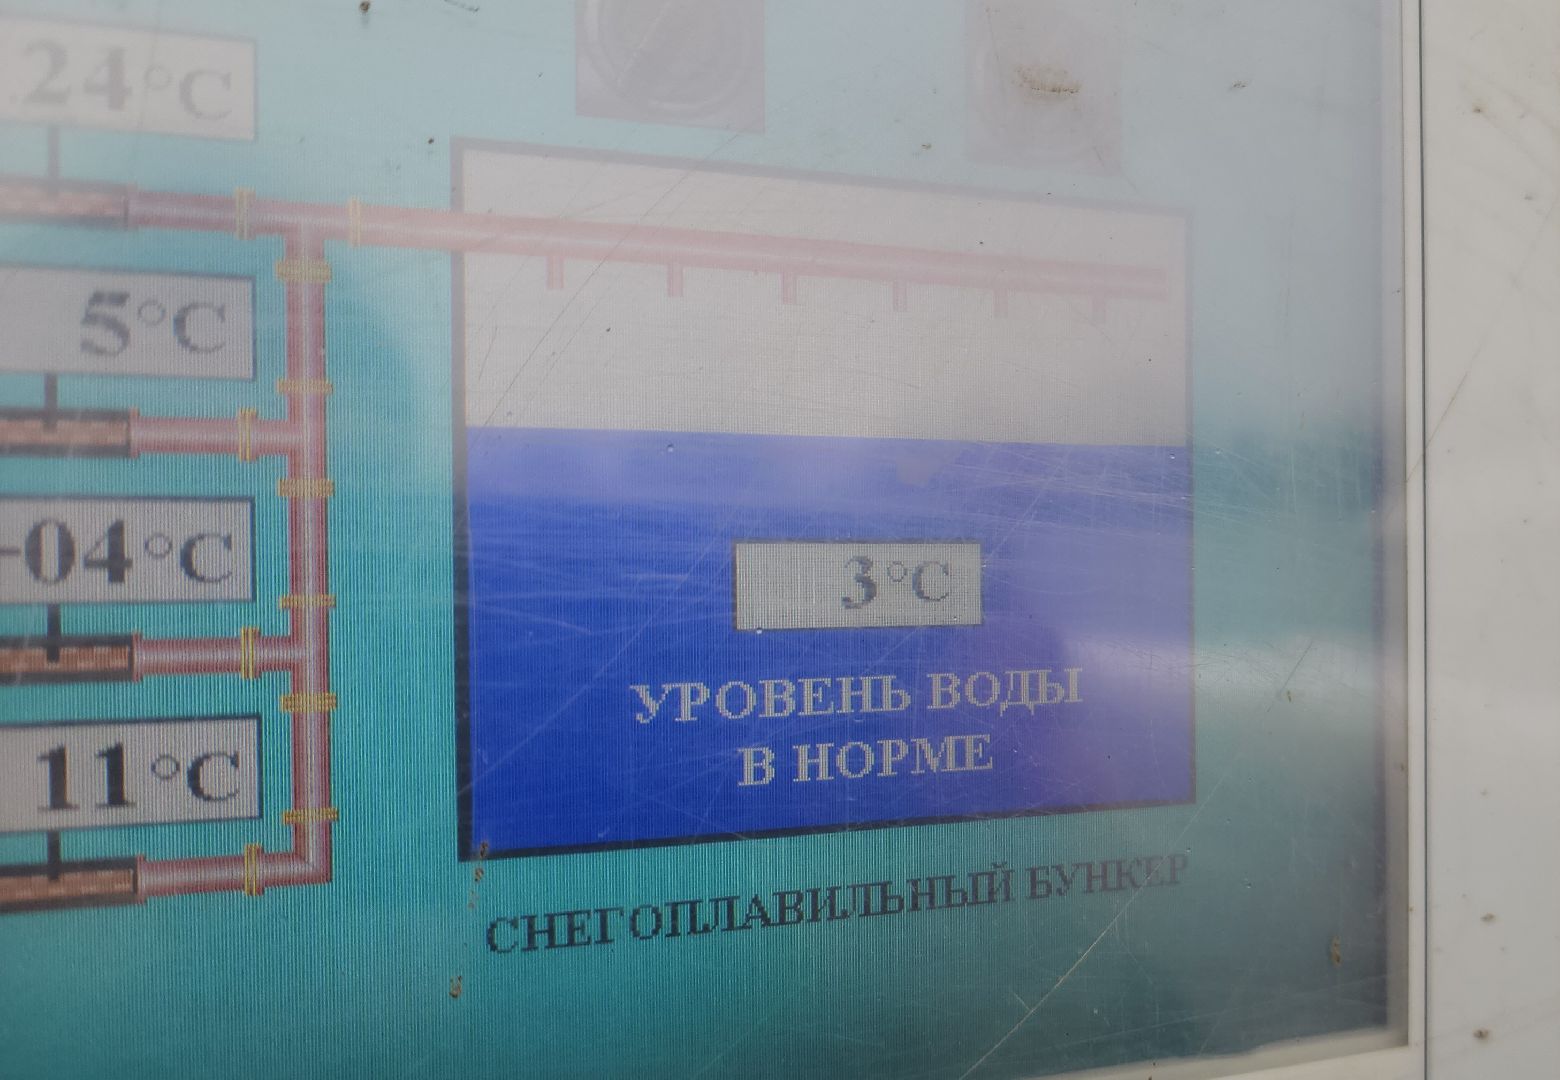 24°C
5°C
-04°C
11°C
3°C
УРОВЕНЬ ВОДЫ
В НОРМЕ
СНЕГОПЛАВИЛЬНЫЙ БУНКЕР